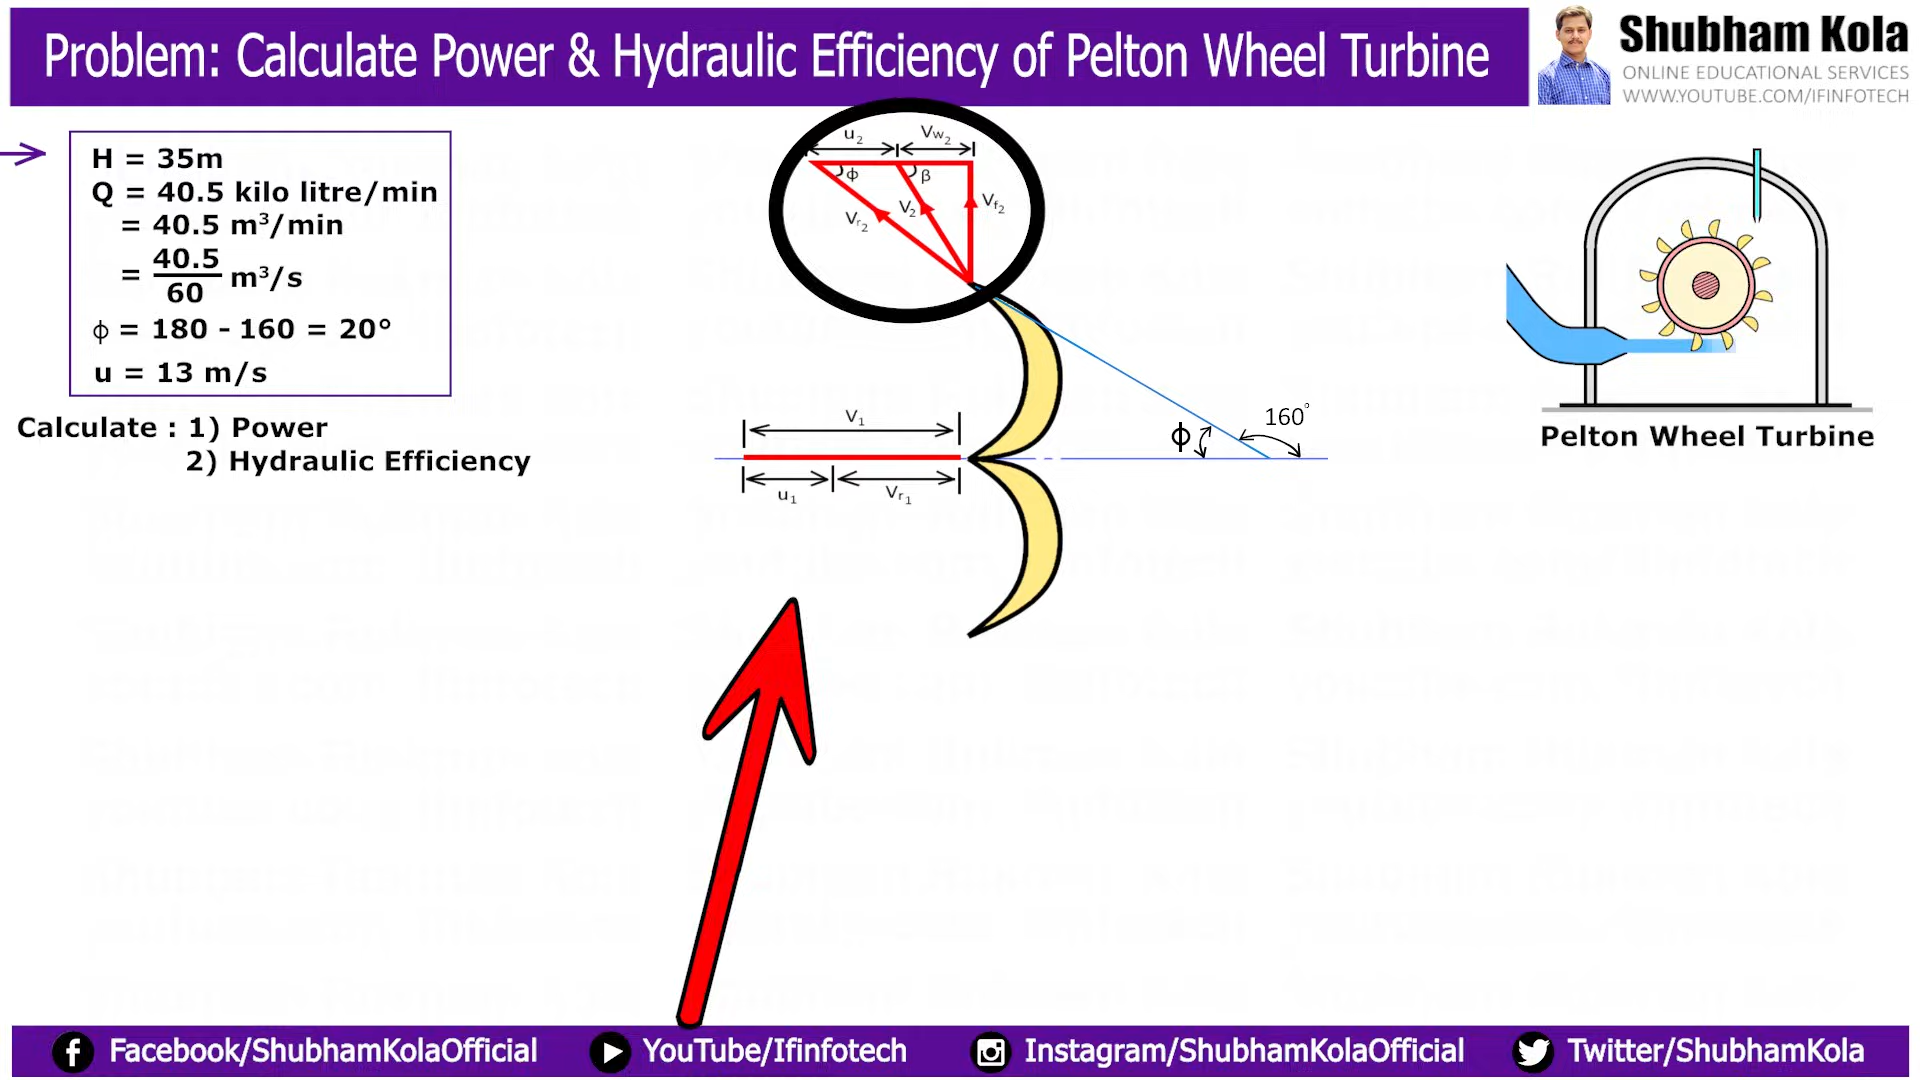 Problem: Calculate Power & Hydraulic Efficiency of Pelton Wheel Turbine
Shubham Kola
ONLINE EDUCATIONAL SERVICES
WWW.YOUTUBE.COM/IFINFOTECH
H = 35m
Q = 40.5 kilo litre/min
= 40.5 m³/min
= 40.5/60 m³/s
ϕ = 180 - 160 = 20°
u = 13 m/s
Calculate : 1) Power
2) Hydraulic Efficiency
u₂ Vw₂
ϕ β
Vr₂ V₂ Vf₂
V₁
u₁ Vr₁
ϕ 160°
Pelton Wheel Turbine
Facebook/ShubhamKolaOfficial YouTube/Ifinfotech Instagram/ShubhamKolaOfficial Twitter/ShubhamKola